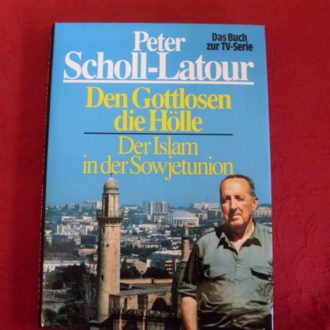 Peter
Scholl-Latour
Das Buch
zur TV-Serie
Den Gottlosen
die Hölle
Der Islam
in der Sowjetunion